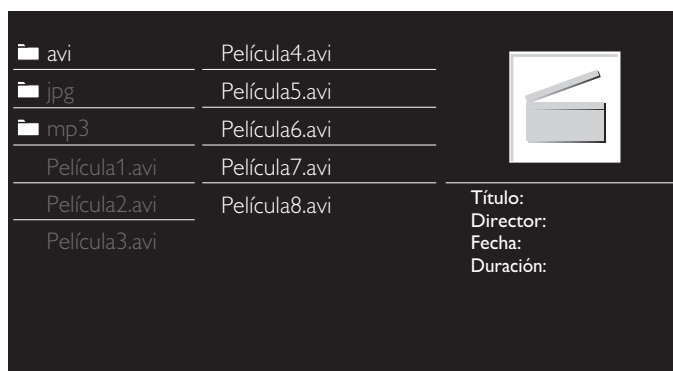 avi
jpg
mp3
Película1.avi
Película2.avi
Película3.avi
Película4.avi
Película5.avi
Película6.avi
Película7.avi
Película8.avi
Título:
Director:
Fecha:
Duración: